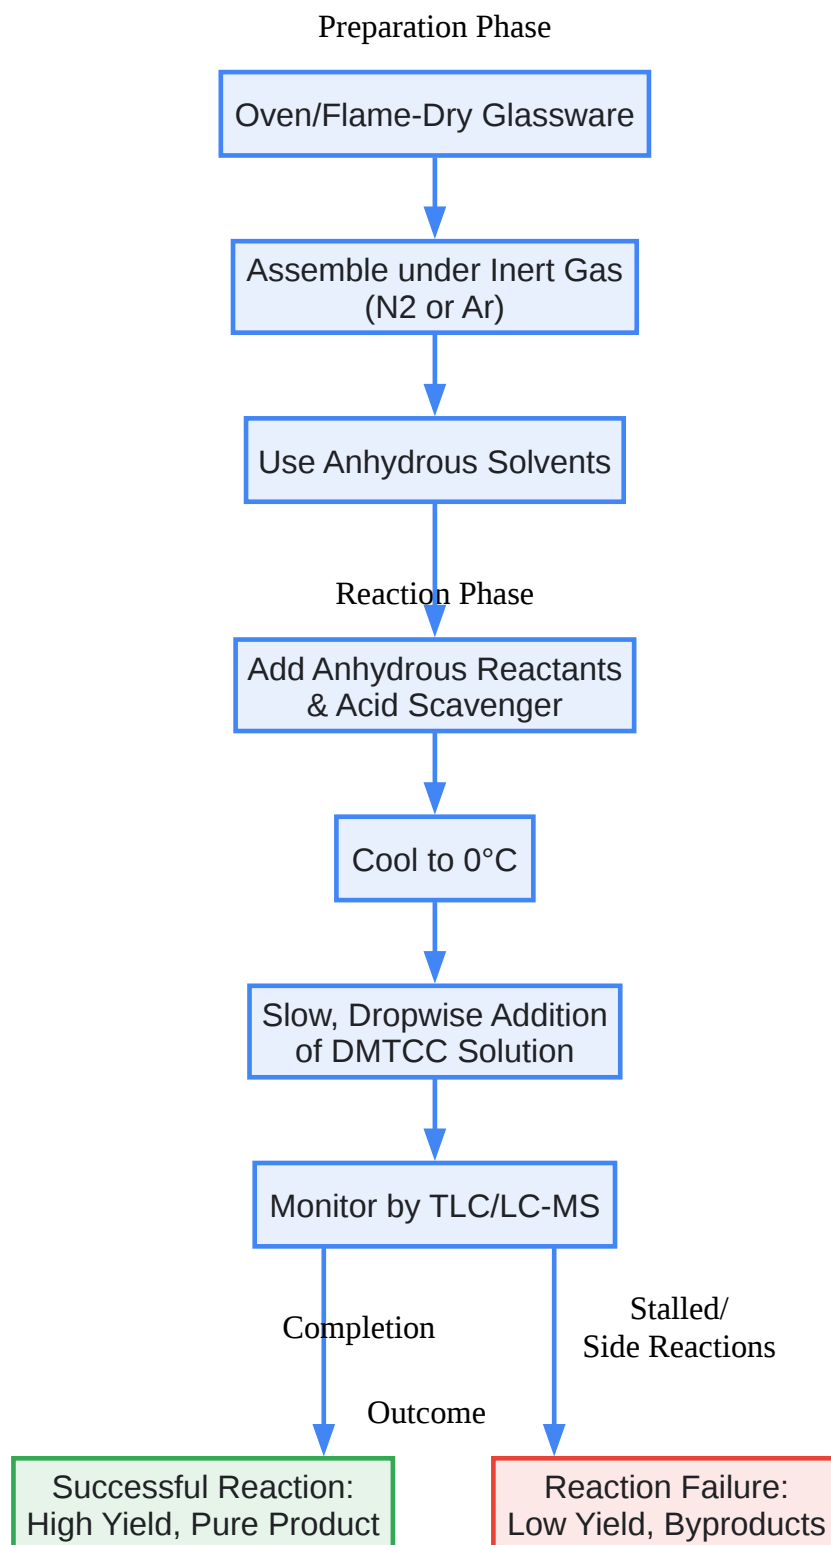 Preparation Phase
Oven/Flame-Dry Glassware
Assemble under Inert Gas
(N2 or Ar)
Use Anhydrous Solvents
Reaction Phase
Add Anhydrous Reactants
& Acid Scavenger
Cool to 0°C
Slow, Dropwise Addition
of DMTCC Solution
Monitor by TLC/LC-MS
Completion
Stalled/
Side Reactions
Outcome
Successful Reaction:
High Yield, Pure Product
Reaction Failure:
Low Yield, Byproducts